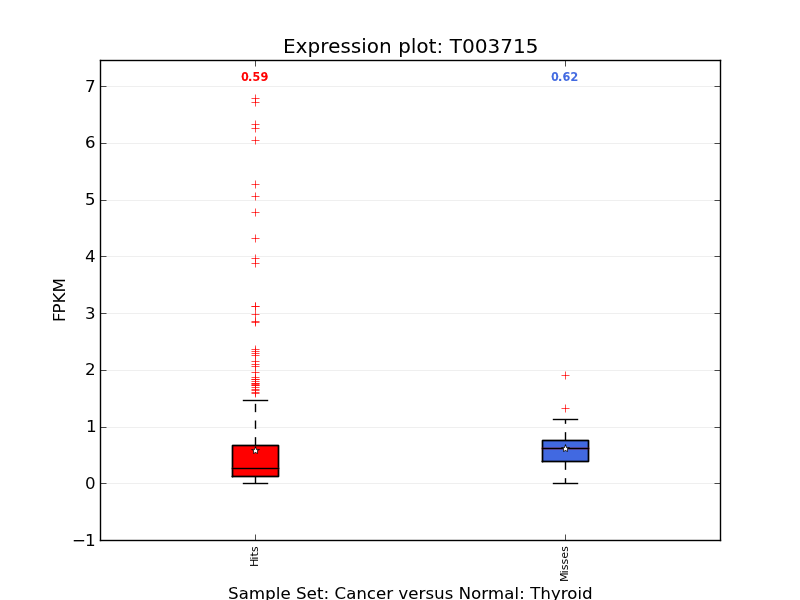 Expression plot: T003715
0.59
0.62
7
6
5
4
3
2
1
0
−1
FPKM
Hits
Misses
Sample Set: Cancer versus Normal: Thyroid